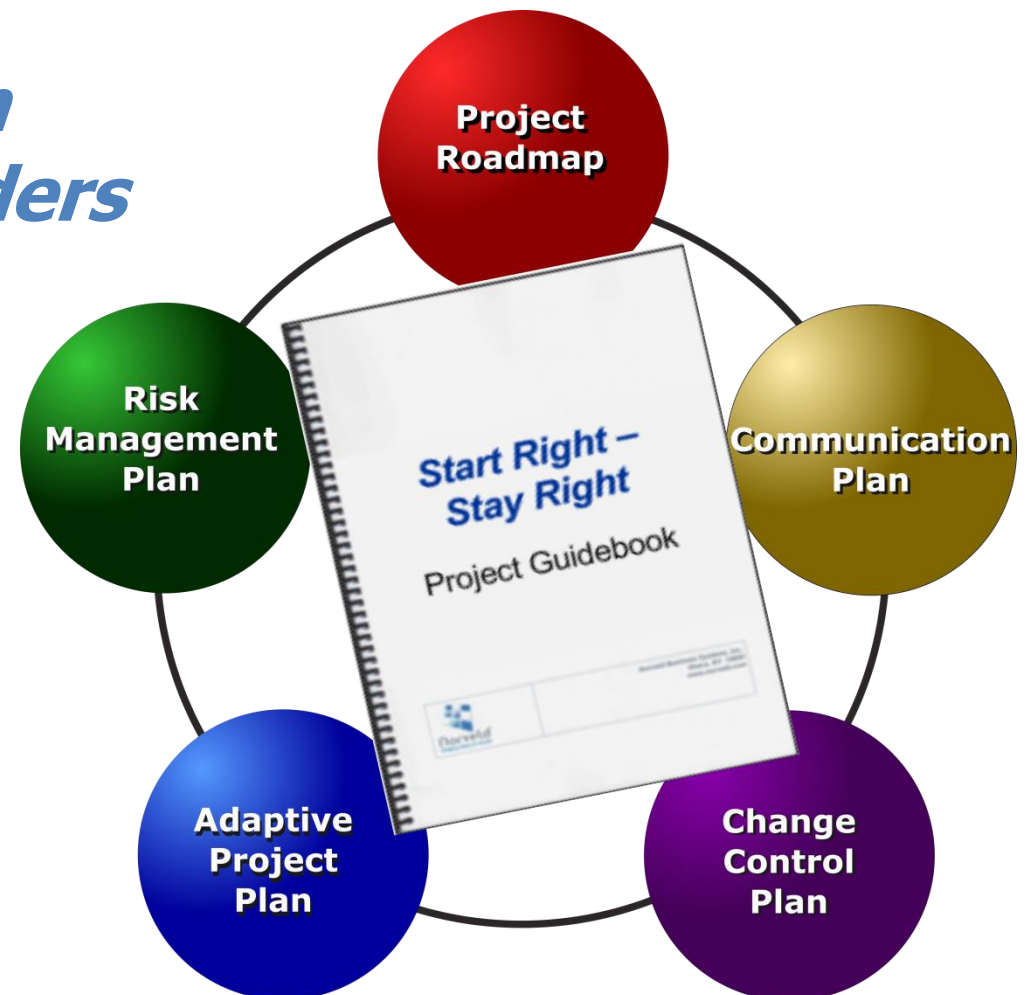 ders
Project
Roadmap
Risk
Management
Plan
Communication
Plan
Start Right –
Stay Right
Project Guidebook
Norveld
Adaptive
Project
Plan
Change
Control
Plan